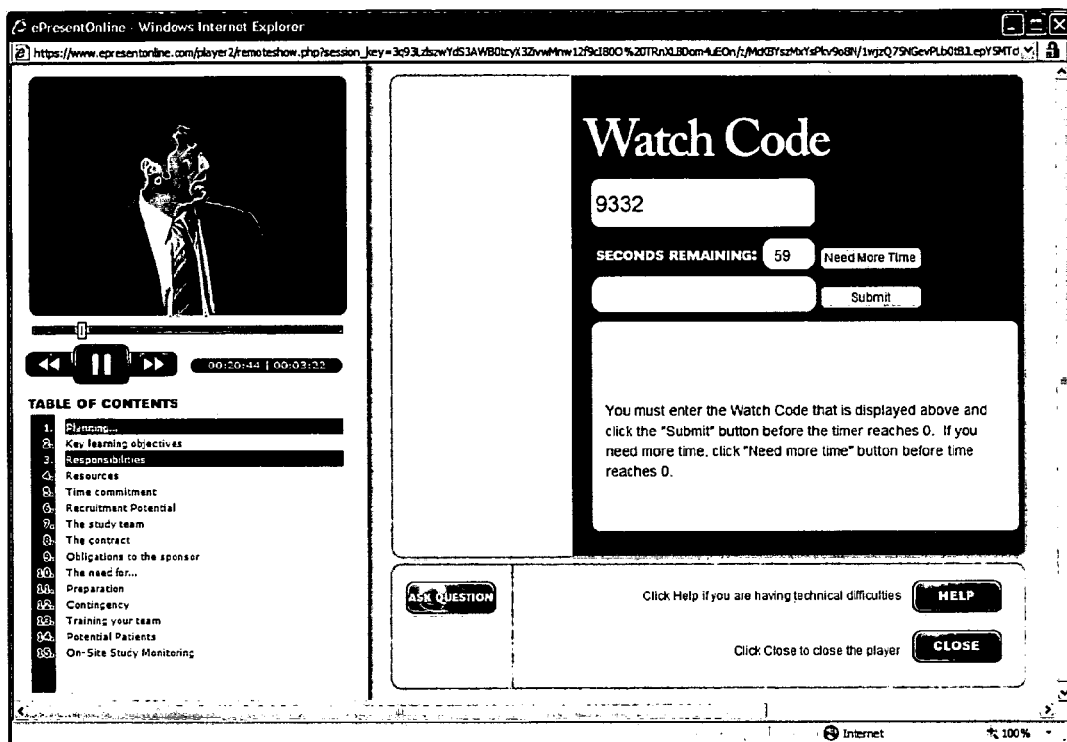 ePresentOnline - Windows Internet Explorer
Watch Code
9332
SECONDS REMAINING: 59 Need More Time
Submit
You must enter the Watch Code that is displayed above and
click the "Submit" button before the timer reaches 0. If you
need more time, click "Need more time" button before time
reaches 0.
00:20:44 | 00:03:22
TABLE OF CONTENTS
1. Planning...
2. Key learning objectives
3. Responsibilities
4. Resources
5. Time commitment
6. Recruitment Potential
7. The study team
8. The contract
9. Obligations to the sponsor
10. The need for...
11. Preparation
12. Contingency
13. Training your team
14. Potential Patients
15. On-Site Study Monitoring
ASK QUESTION
Click Help if you are having technical difficulties HELP
Click Close to close the player CLOSE
Internet 100%